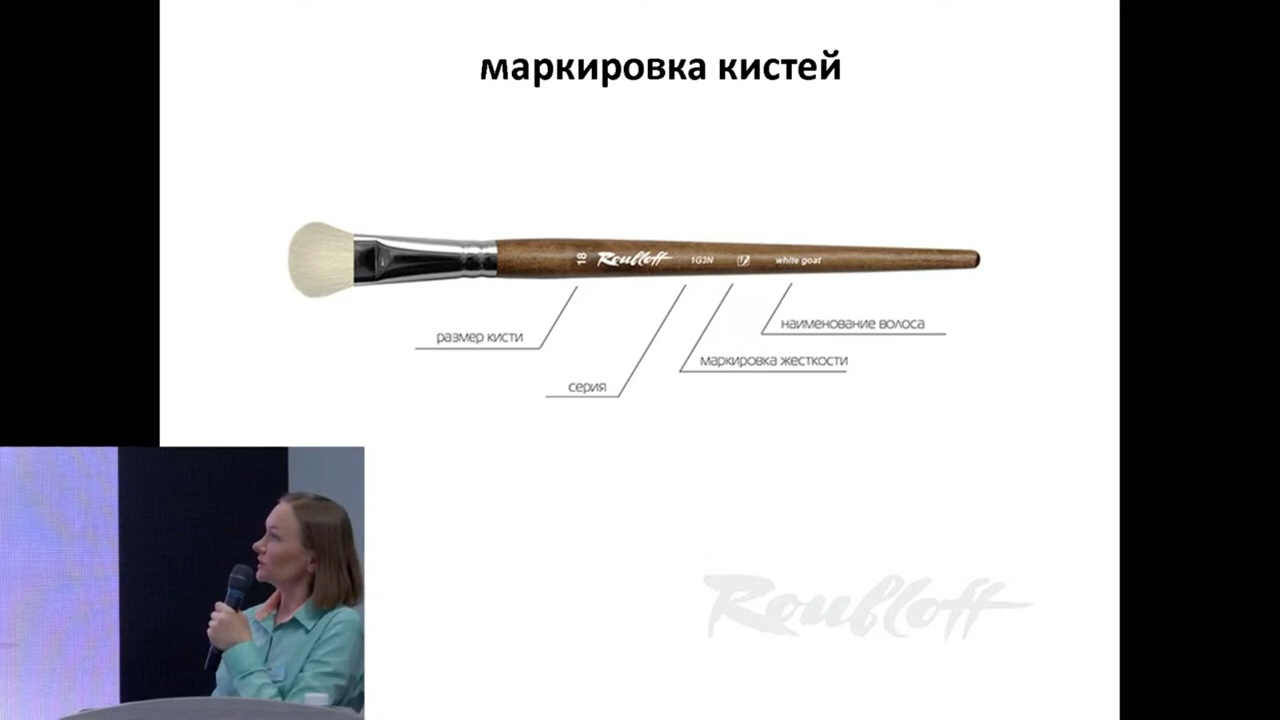 маркировка кистей
18 Roubloff 1G3N white goat
наименование волоса
размер кисти
маркировка жесткости
серия
Roubloff